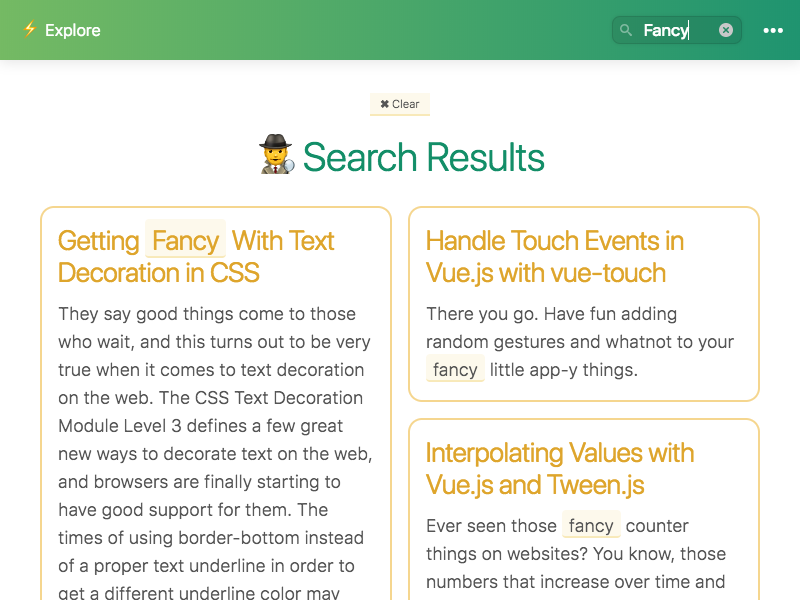 Explore
Fancy
✖ Clear
Search Results
Getting Fancy With Text
Decoration in CSS
They say good things come to those
who wait, and this turns out to be very
true when it comes to text decoration
on the web. The CSS Text Decoration
Module Level 3 defines a few great
new ways to decorate text on the web,
and browsers are finally starting to
have good support for them. The
times of using border-bottom instead
of a proper text underline in order to
get a different underline color may
Handle Touch Events in
Vue.js with vue-touch
There you go. Have fun adding
random gestures and whatnot to your
fancy little app-y things.
Interpolating Values with
Vue.js and Tween.js
Ever seen those fancy counter
things on websites? You know, those
numbers that increase over time and